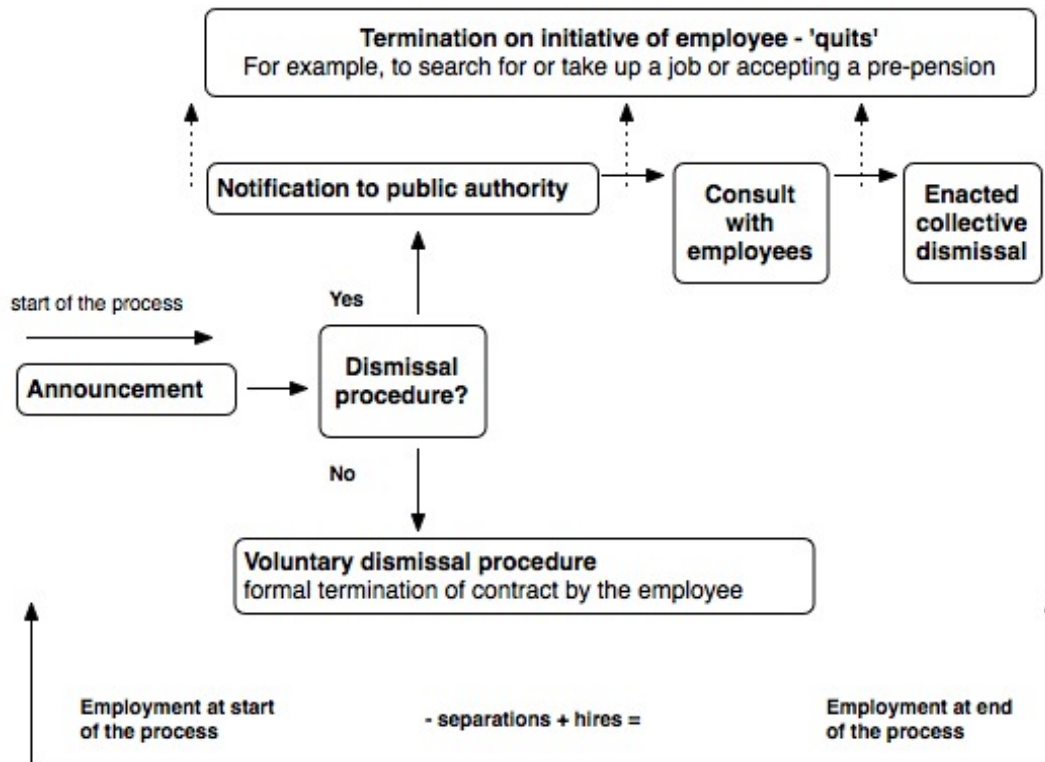 Termination on initiative of employee - 'quits'
For example, to search for or take up a job or accepting a pre-pension
Notification to public authority
Consult
with
employees
Enacted
collective
dismissal
Yes
start of the process
Announcement
Dismissal
procedure?
No
Voluntary dismissal procedure
formal termination of contract by the employee
Employment at start
of the process
- separations + hires =
Employment at end
of the process